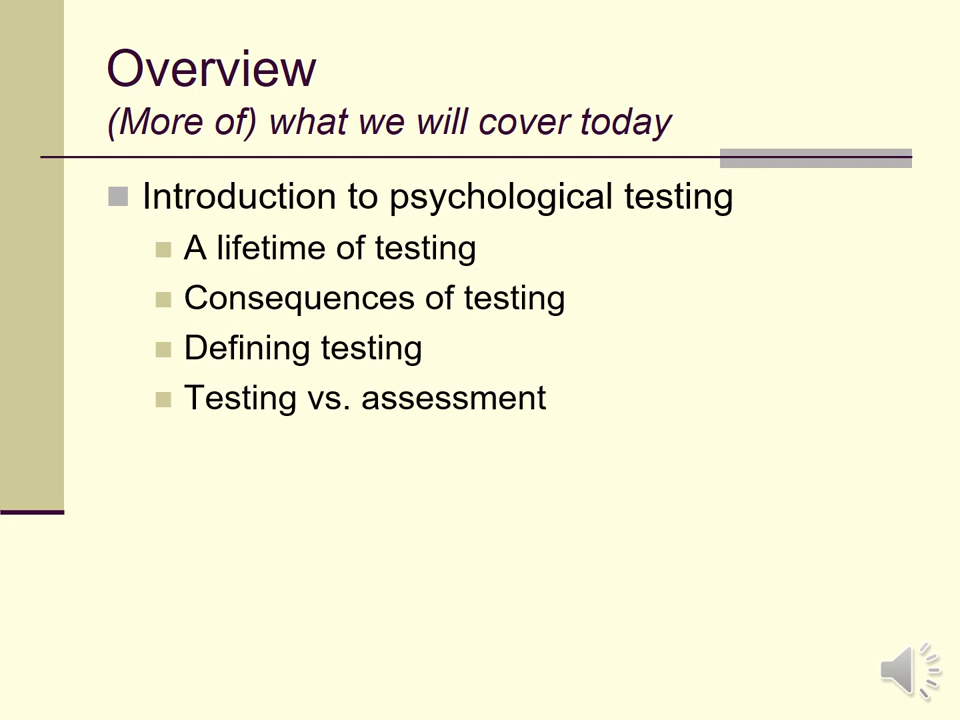 Overview
(More of) what we will cover today
Introduction to psychological testing
A lifetime of testing
Consequences of testing
Defining testing
Testing vs. assessment